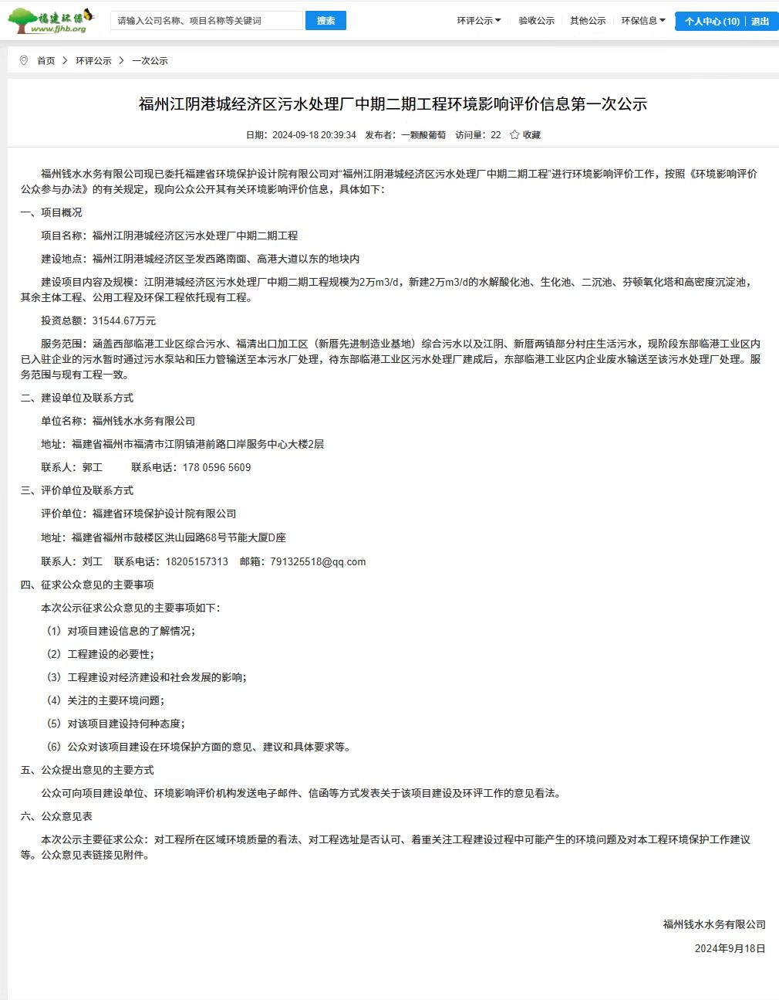 福建环保
www.fjhb.org
请输入公司名称、项目名称等关键词
搜索
环评公示 验收公示 其他公示 环保信息
个人中心 (10) | 退出
首页 > 环评公示 > 一次公示
福州江阴港城经济区污水处理厂中期二期工程环境影响评价信息第一次公示
日期：2024-09-18 20:39:34 发布者：一颗酸葡萄 访问量：22 收藏
福州钱水水务有限公司现已委托福建省环境保护设计院有限公司对“福州江阴港城经济区污水处理厂中期二期工程”进行环境影响评价工作，按照《环境影响评价
公众参与办法》的有关规定，现向公众公开其有关环境影响评价信息，具体如下：
一、项目概况
项目名称：福州江阴港城经济区污水处理厂中期二期工程
建设地点：福州江阴港城经济区圣发西路南面、高港大道以东的地块内
建设项目内容及规模：江阴港城经济区污水处理厂中期二期工程规模为2万m3/d，新建2万m3/d的水解酸化池、生化池、二沉池、芬顿氧化塔和高密度沉淀池，
其余主体工程、公用工程及环保工程依托现有工程。
投资总额：31544.67万元
服务范围：涵盖西部临港工业区综合污水、福清出口加工区（新厝先进制造业基地）综合污水以及江阴、新厝两镇部分村庄生活污水，现阶段东部临港工业区内
已入驻企业的污水暂时通过污水泵站和压力管输送至本污水厂处理，待东部临港工业区污水处理厂建成后，东部临港工业区内企业废水输送至该污水处理厂处理。服
务范围与现有工程一致。
二、建设单位及联系方式
单位名称：福州钱水水务有限公司
地址：福建省福州市福清市江阴镇港前路口岸服务中心大楼2层
联系人：郭工 联系电话：178 0596 5609
三、评价单位及联系方式
评价单位：福建省环境保护设计院有限公司
地址：福建省福州市鼓楼区洪山园路68号节能大厦D座
联系人：刘工 联系电话：18205157313 邮箱：791325518@qq.com
四、征求公众意见的主要事项
本次公示征求公众意见的主要事项如下：
（1）对项目建设信息的了解情况；
（2）工程建设的必要性；
（3）工程建设对经济建设和社会发展的影响；
（4）关注的主要环境问题；
（5）对该项目建设持何种态度；
（6）公众对该项目建设在环境保护方面的意见、建议和具体要求等。
五、公众提出意见的主要方式
公众可向项目建设单位、环境影响评价机构发送电子邮件、信函等方式发表关于该项目建设及环评工作的意见看法。
六、公众意见表
本次公示主要征求公众：对工程所在区域环境质量的看法、对工程选址是否认可、着重关注工程建设过程中可能产生的环境问题及对本工程环境保护工作建议
等。公众意见表链接见附件。
福州钱水水务有限公司
2024年9月18日